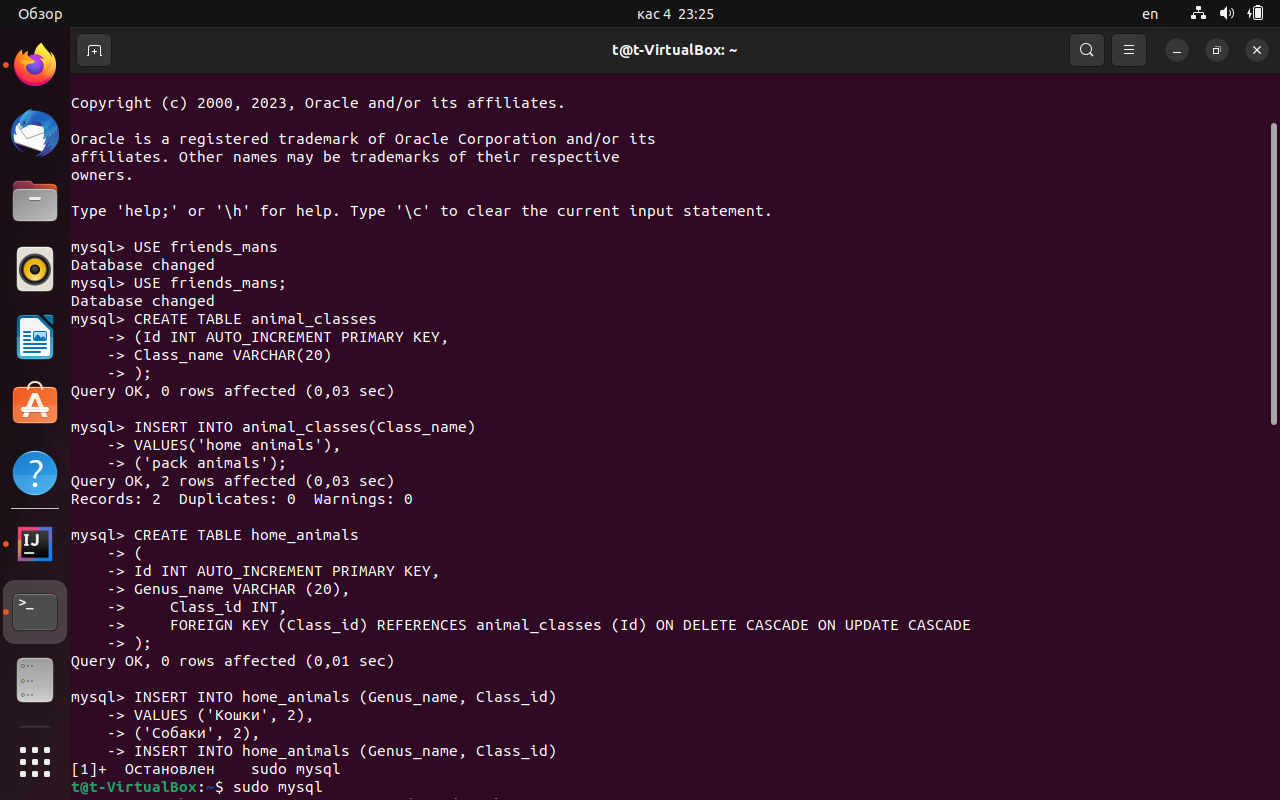 Обзор
кас 4 23:25
en
t@t-VirtualBox: ~
Copyright (c) 2000, 2023, Oracle and/or its affiliates.
Oracle is a registered trademark of Oracle Corporation and/or its
affiliates. Other names may be trademarks of their respective
owners.
Type 'help;' or '\h' for help. Type '\c' to clear the current input statement.
mysql> USE friends_mans
Database changed
mysql> USE friends_mans;
Database changed
mysql> CREATE TABLE animal_classes
    -> (Id INT AUTO_INCREMENT PRIMARY KEY,
    -> Class_name VARCHAR(20)
    -> );
Query OK, 0 rows affected (0,03 sec)
mysql> INSERT INTO animal_classes(Class_name)
    -> VALUES('home animals'),
    -> ('pack animals');
Query OK, 2 rows affected (0,03 sec)
Records: 2  Duplicates: 0  Warnings: 0
mysql> CREATE TABLE home_animals
    -> (
    -> Id INT AUTO_INCREMENT PRIMARY KEY,
    -> Genus_name VARCHAR (20),
    ->     Class_id INT,
    ->     FOREIGN KEY (Class_id) REFERENCES animal_classes (Id) ON DELETE CASCADE ON UPDATE CASCADE
    -> );
Query OK, 0 rows affected (0,01 sec)
mysql> INSERT INTO home_animals (Genus_name, Class_id)
    -> VALUES ('Кошки', 2),
    -> ('Собаки', 2),
    -> INSERT INTO home_animals (Genus_name, Class_id)
[1]+  Остановлен    sudo mysql
t@t-VirtualBox:~$ sudo mysql
IJ